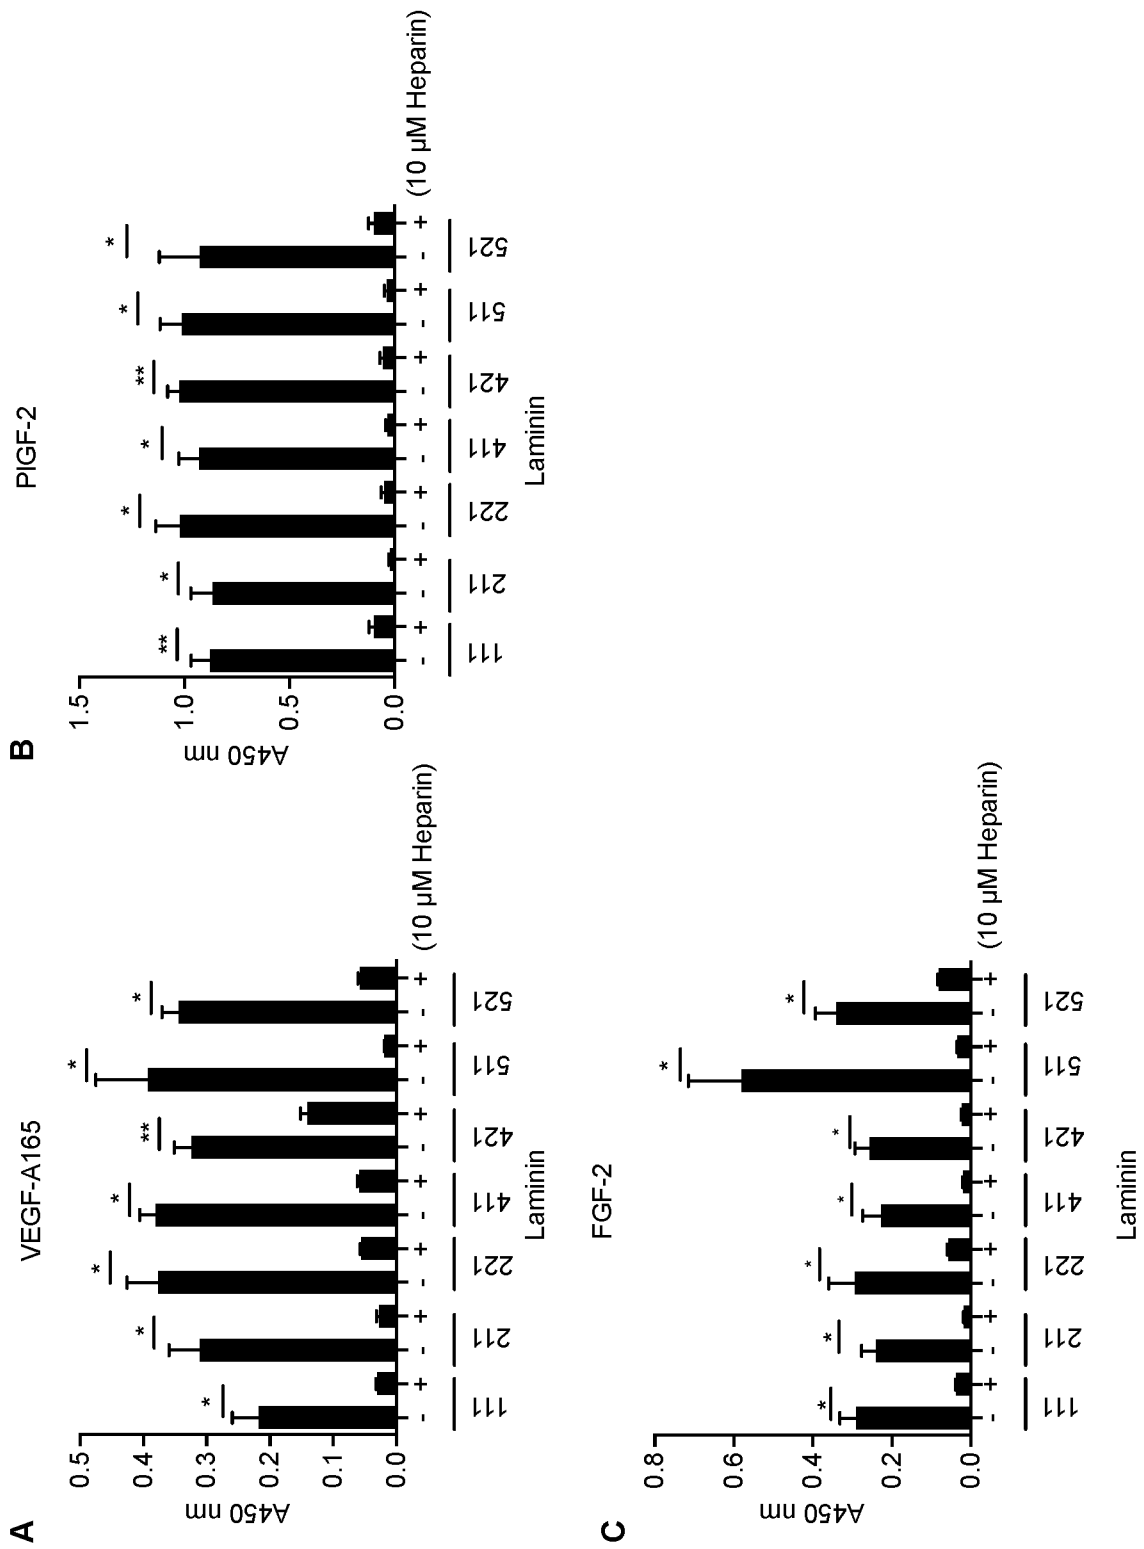 A
VEGF-A165
A450 nm
0.5
0.4
0.3
0.2
0.1
0.0
* * * * ** * *
- + - + - + - + - + - + - + (10 µM Heparin)
111 211 221 411 421 511 521
Laminin
B
PlGF-2
A450 nm
1.5
1.0
0.5
0.0
** * * * ** * *
- + - + - + - + - + - + - + (10 µM Heparin)
111 211 221 411 421 511 521
Laminin
C
FGF-2
A450 nm
0.8
0.6
0.4
0.2
0.0
* * * * * * *
- + - + - + - + - + - + - + (10 µM Heparin)
111 211 221 411 421 511 521
Laminin